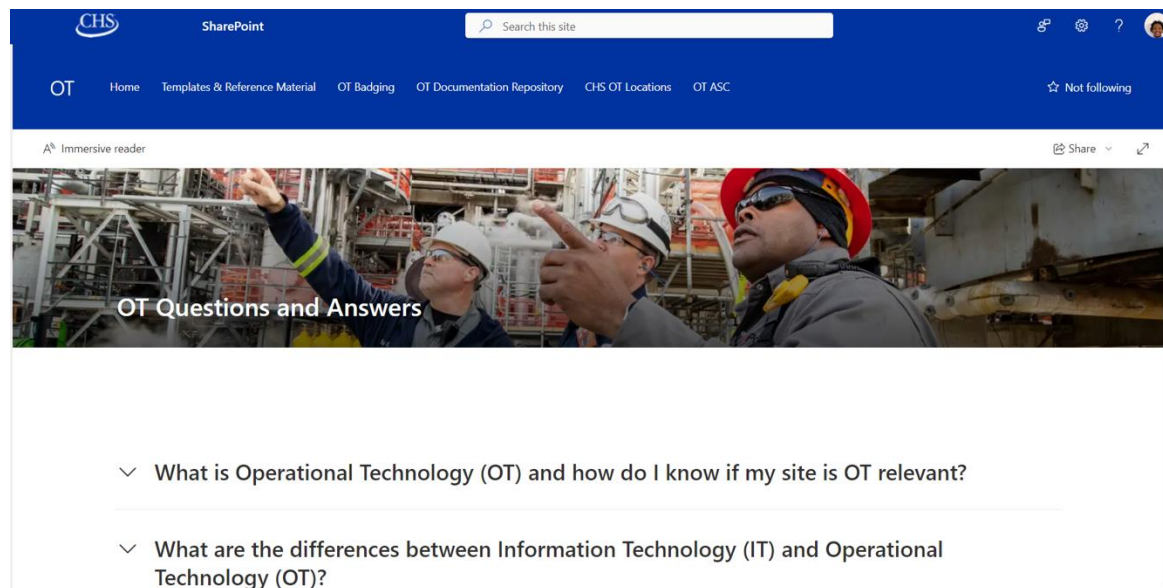 CHS
SharePoint
Search this site
?
OT
Home
Templates & Reference Material
OT Badging
OT Documentation Repository
CHS OT Locations
OT ASC
Not following
Immersive reader
Share
OT Questions and Answers
What is Operational Technology (OT) and how do I know if my site is OT relevant?
What are the differences between Information Technology (IT) and Operational
Technology (OT)?